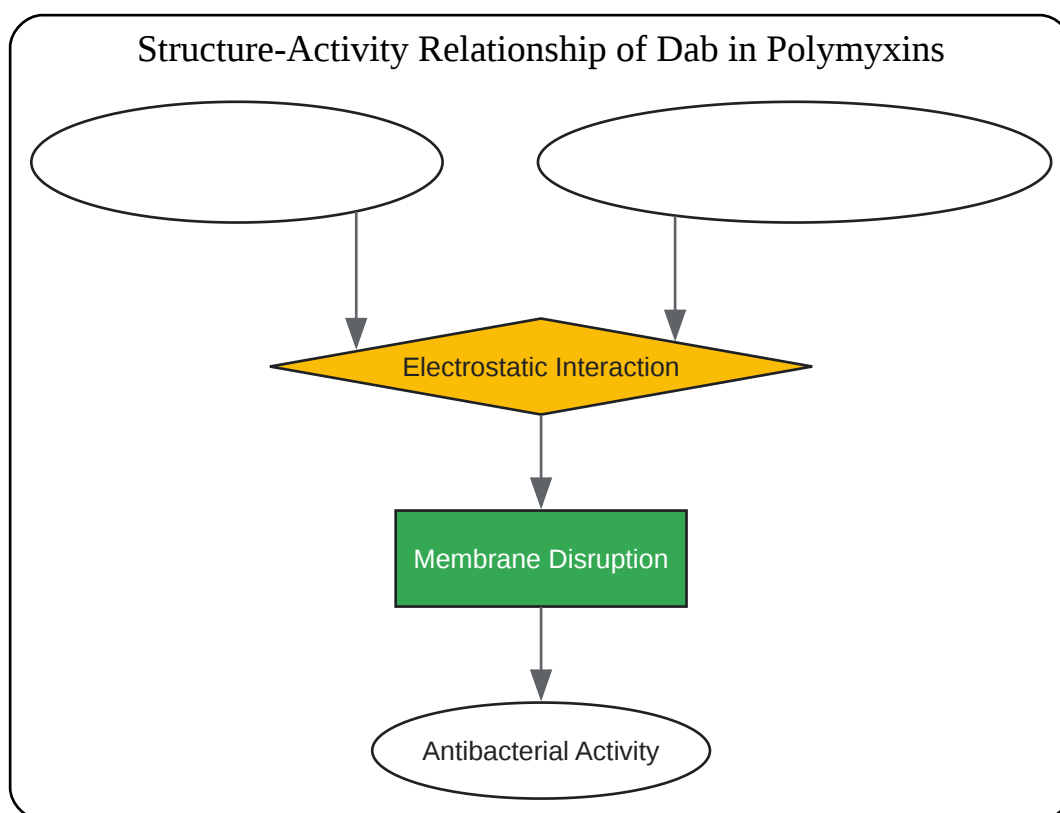 Structure-Activity Relationship of Dab in Polymyxins
Electrostatic Interaction
Membrane Disruption
Antibacterial Activity